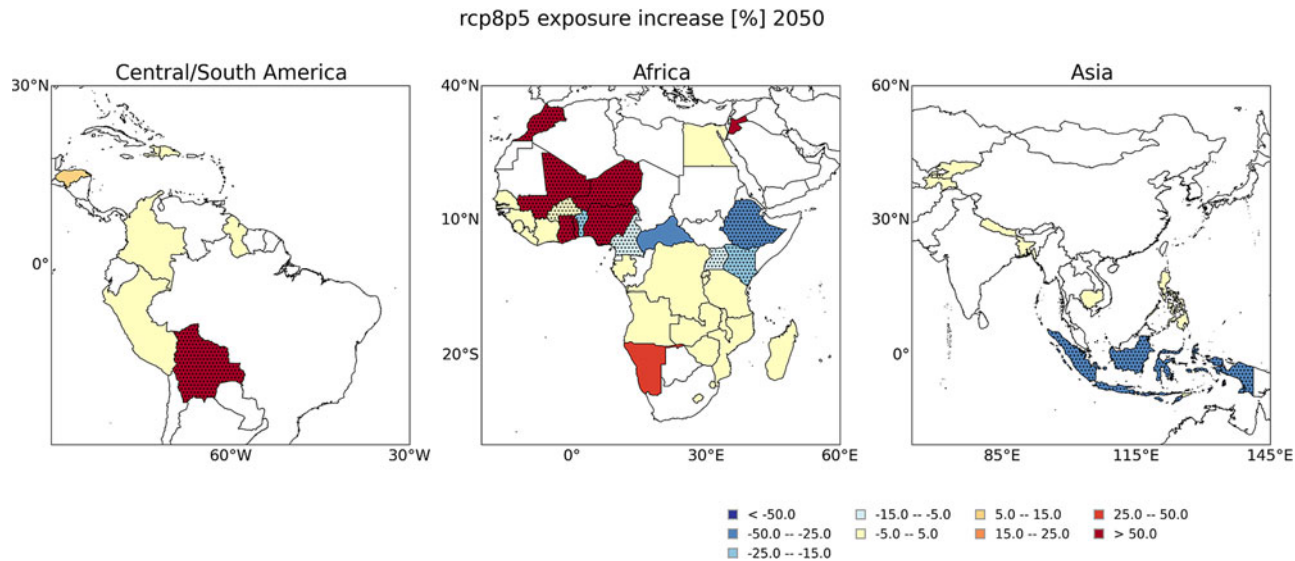 rcp8p5 exposure increase [%] 2050
Central/South America
Africa
Asia
30°N
0°
60°W
30°W
40°N
10°N
20°S
0°
30°E
60°E
60°N
30°N
0°
85°E
115°E
145°E
< -50.0
-50.0 -- -25.0
-25.0 -- -15.0
-15.0 -- -5.0
-5.0 -- 5.0
5.0 -- 15.0
15.0 -- 25.0
25.0 -- 50.0
> 50.0